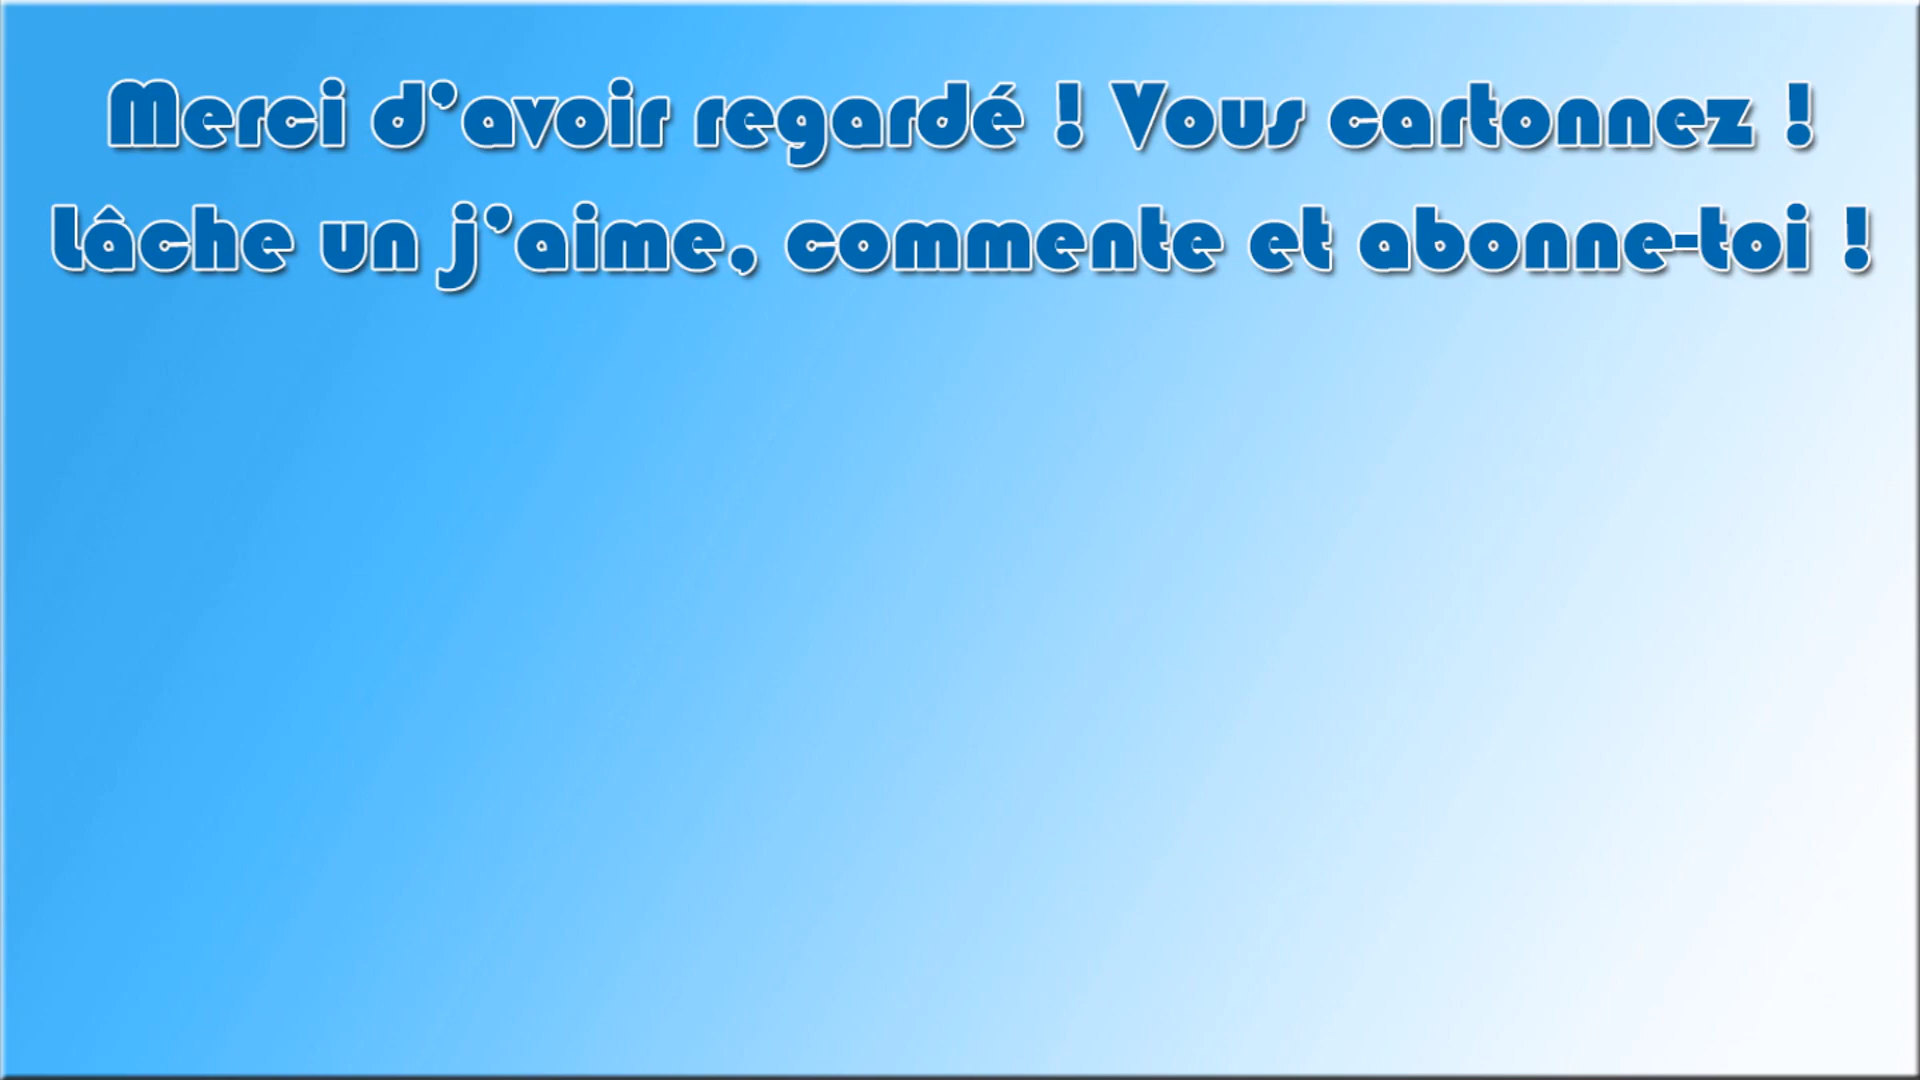 Merci d’avoir regardé ! Vous cartonnez !
Lâche un j’aime, commente et abonne-toi !